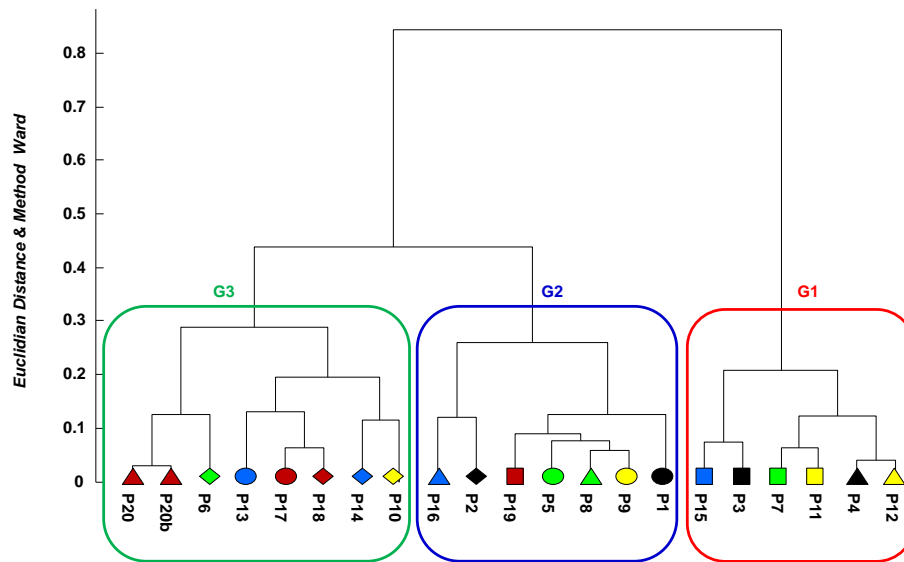 Euclidian Distance & Method Ward
0.8
0.7
0.6
0.5
0.4
0.3
0.2
0.1
0
G3
G2
G1
P20
P20b
P6
P13
P17
P18
P14
P10
P16
P2
P19
P5
P8
P9
P1
P15
P3
P7
P11
P4
P12